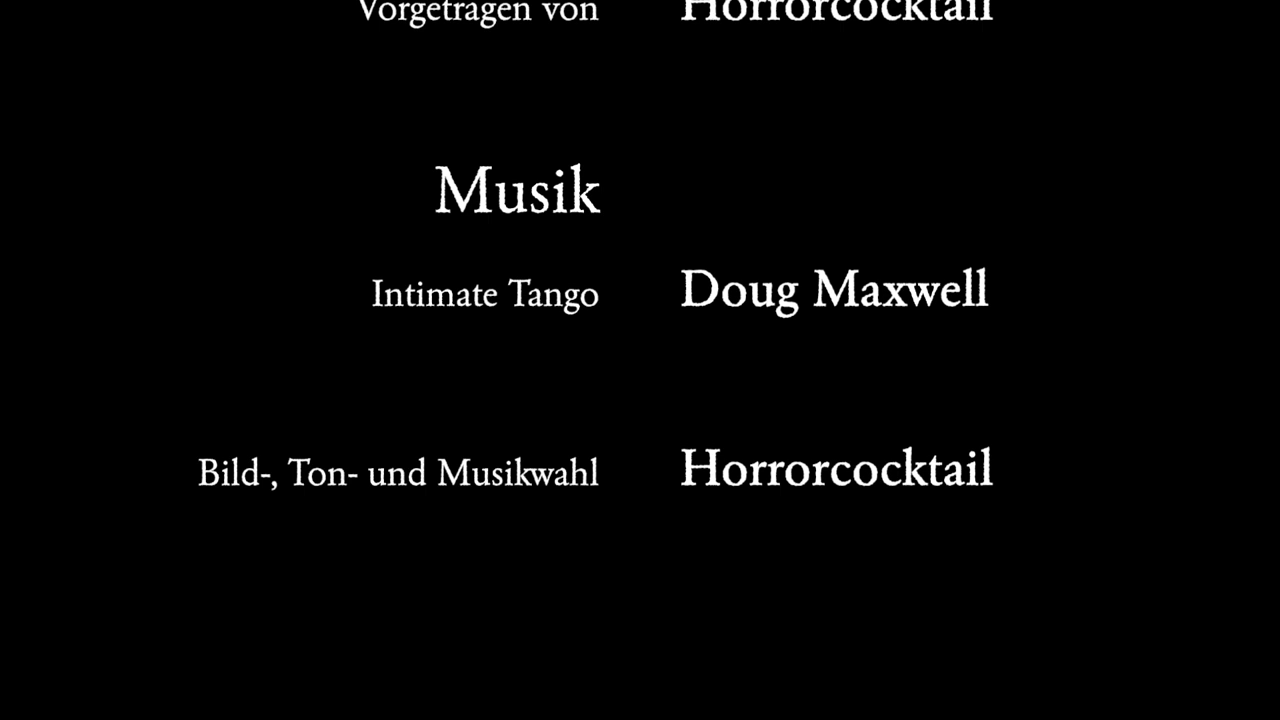 Vorgetragen von Horrorcocktail
Musik
Intimate Tango Doug Maxwell
Bild-, Ton- und Musikwahl Horrorcocktail